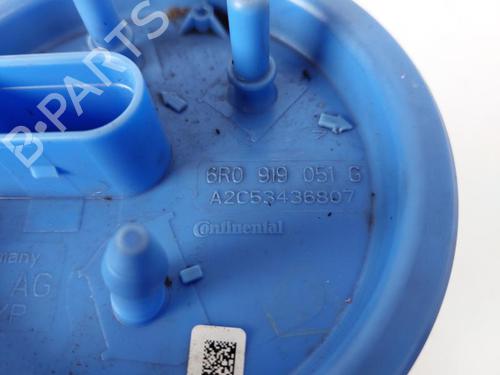 B-PARTS
6R0 919 051 G
A2C53436807
Continental
AG